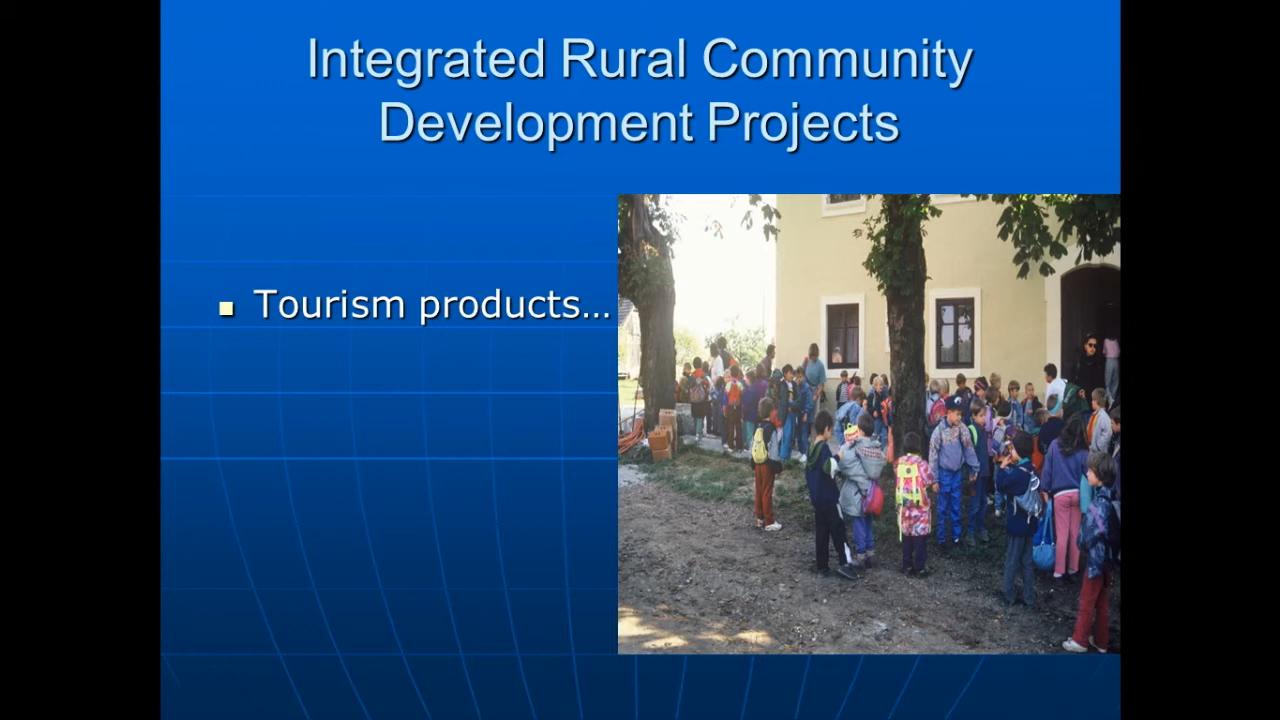 Integrated Rural Community
Development Projects
Tourism products…